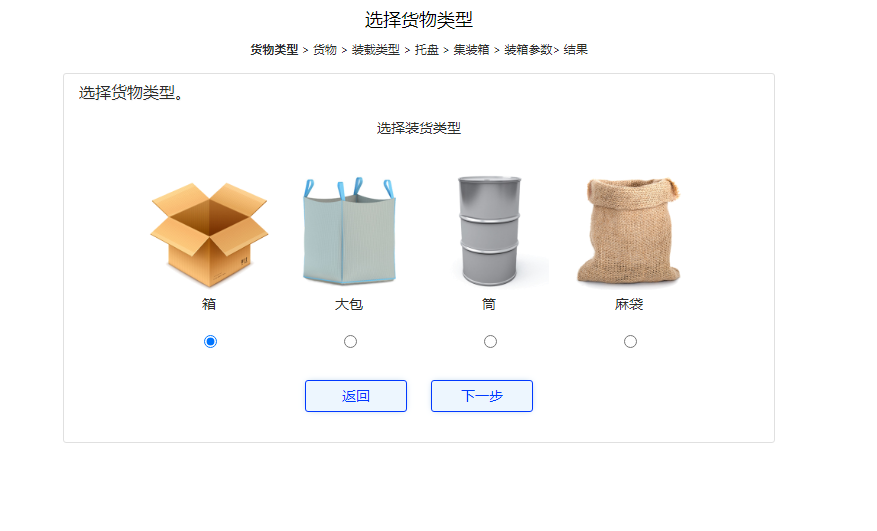 选择货物类型
货物类型 > 货物 > 装载类型 > 托盘 > 集装箱 > 装箱参数> 结果
选择货物类型。
选择装货类型
箱 大包 筒 麻袋
返回 下一步